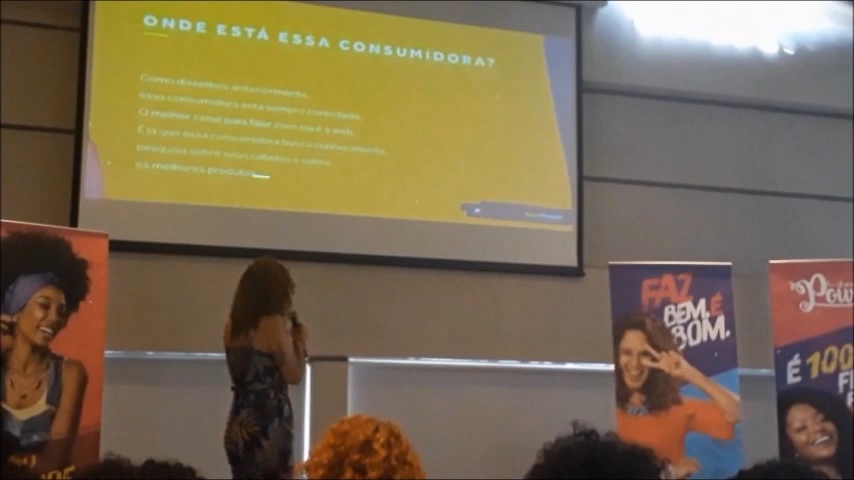 ONDE ESTÁ ESSA CONSUMIDORA?
Como dissemos anteriormente,
essa consumidora está sempre conectada.
O melhor canal para falar com ela é a web.
É lá que essa consumidora busca conhecimento,
pesquisa sobre seus cabelos e sobre
os melhores produtos
FAZ
BEM, É
BOM.
É 100%